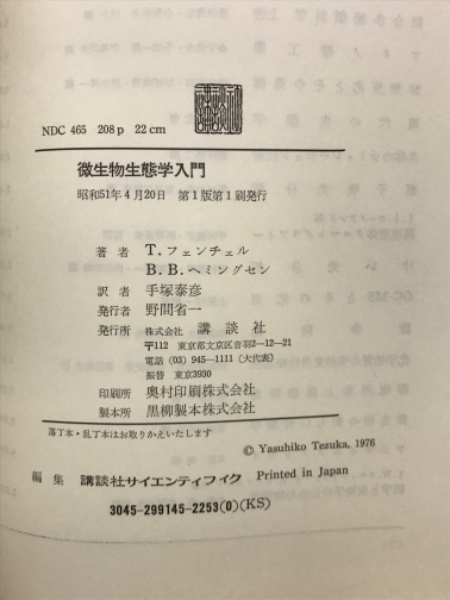 NDC 465 208p 22cm
微生物生態学入門
昭和51年4月20日 第1版第1刷発行
著者 T. フェンチェル
B. B. ヘミングセン
訳者 手塚泰彦
発行者 野間省一
発行所 株式会社 講談社
〒112 東京都文京区音羽2-12-21
電話 (03) 945-1111 (大代表)
振替 東京3930
印刷所 奥村印刷株式会社
製本所 黒柳製本株式会社
落丁本・乱丁本はお取りかえいたします
© Yasuhiko Tezuka, 1976
編集 講談社サイエンティフィク Printed in Japan
3045-299145-2253(0)(KS)